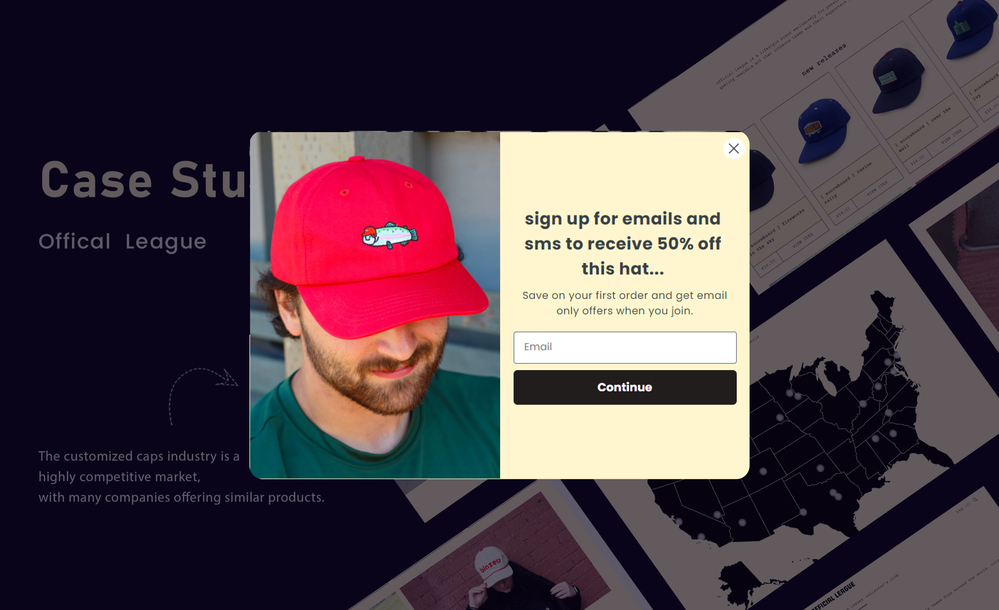 Case Stu
Offical League
The customized caps industry is a
highly competitive market,
with many companies offering similar products.
sign up for emails and
sms to receive 50% off
this hat...
Save on your first order and get email
only offers when you join.
Email
Continue
new releases
OFFICIAL LEAGUE